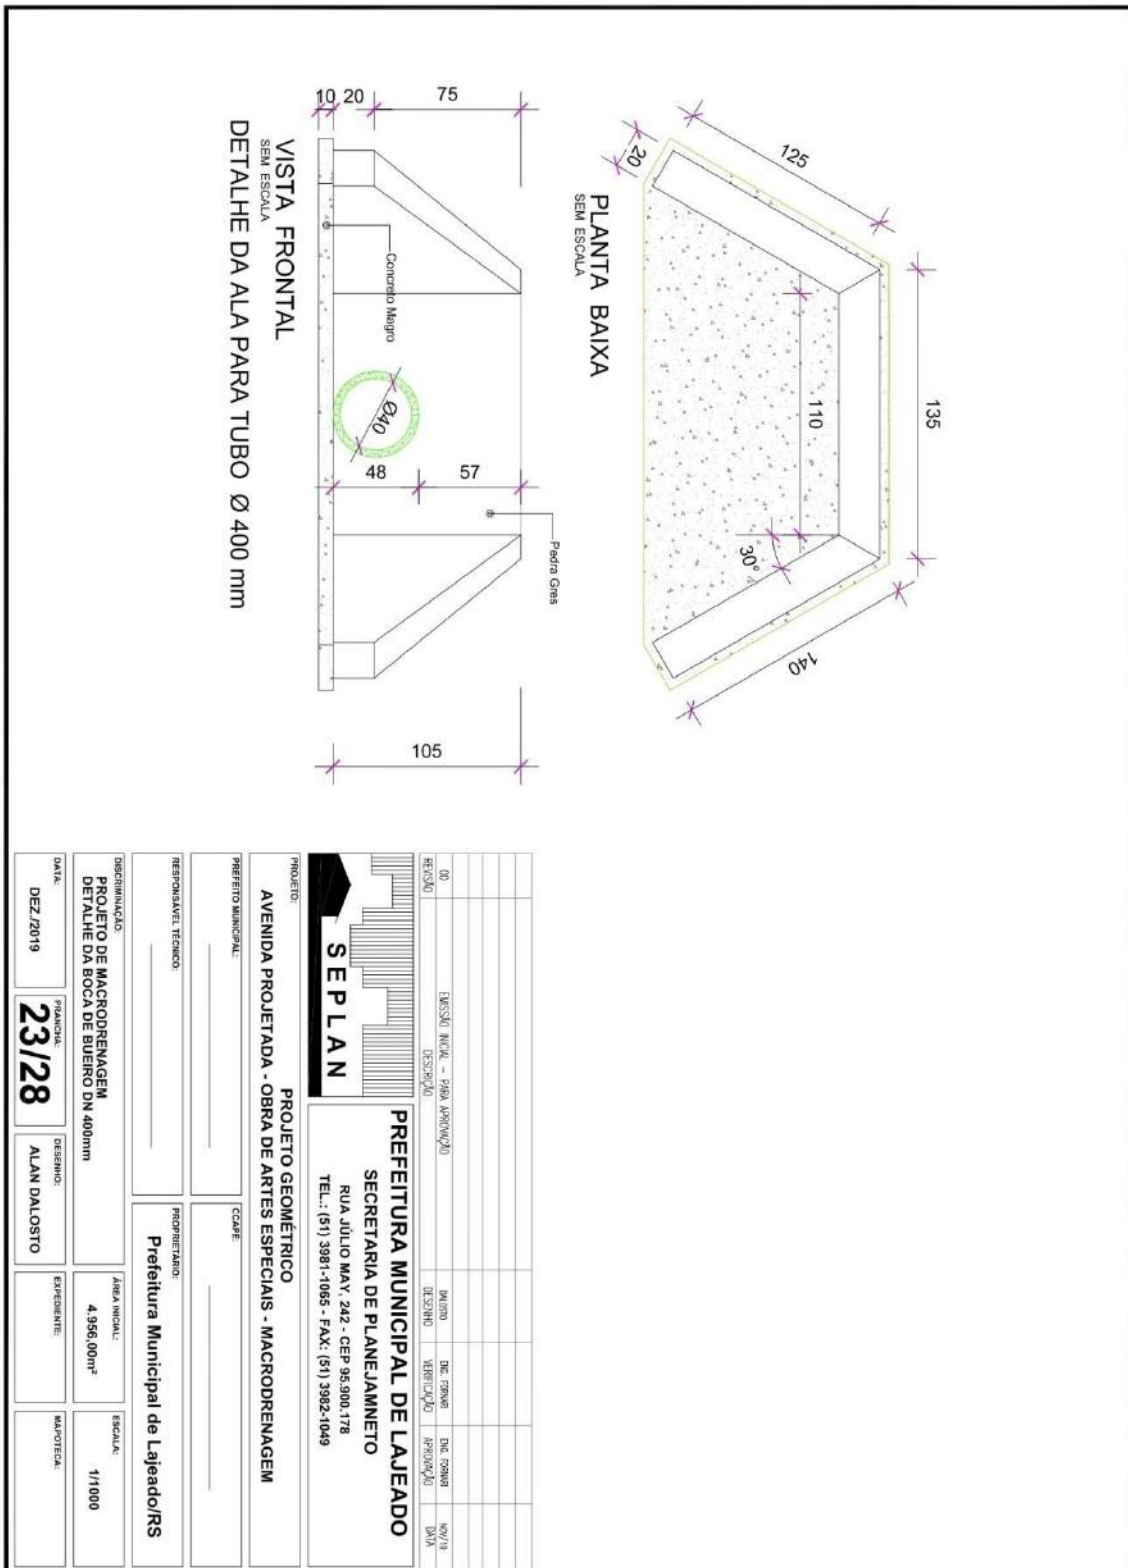 125
20
135
110
30°
140
PLANTA BAIXA
SEM ESCALA
10
20
75
Concreto Magro
Ø40
48
57
Pedra Gres
105
VISTA FRONTAL
SEM ESCALA
DETALHE DA ALA PARA TUBO Ø 400 mm
00
EMISSÃO INICIAL – PARA APROVAÇÃO
DALOSTO
ENG. FORNARI
ENG. FORNARI
NOV/19
REVISÃO
DESCRIÇÃO
DESENHO
VERIFICAÇÃO
APROVAÇÃO
DATA
SEPLAN
PREFEITURA MUNICIPAL DE LAJEADO
SECRETARIA DE PLANEJAMNETO
RUA JÚLIO MAY, 242 - CEP 95.900.178
TEL.: (51) 3981-1065 - FAX: (51) 3982-1049
PROJETO:
PROJETO GEOMÉTRICO
AVENIDA PROJETADA - OBRA DE ARTES ESPECIAIS - MACRODRENAGEM
PREFEITO MUNICIPAL:
CCAPE:
RESPONSÁVEL TÉCNICO:
PROPRIETÁRIO:
Prefeitura Municipal de Lajeado/RS
DISCRIMINAÇÃO:
PROJETO DE MACRODRENAGEM
DETALHE DA BOCA DE BUEIRO DN 400mm
ÁREA INICIAL:
4.956,00m²
ESCALA:
1/1000
DATA:
DEZ./2019
PRANCHA:
23/28
DESENHO:
ALAN DALOSTO
EXPEDIENTE:
MAPOTECA: